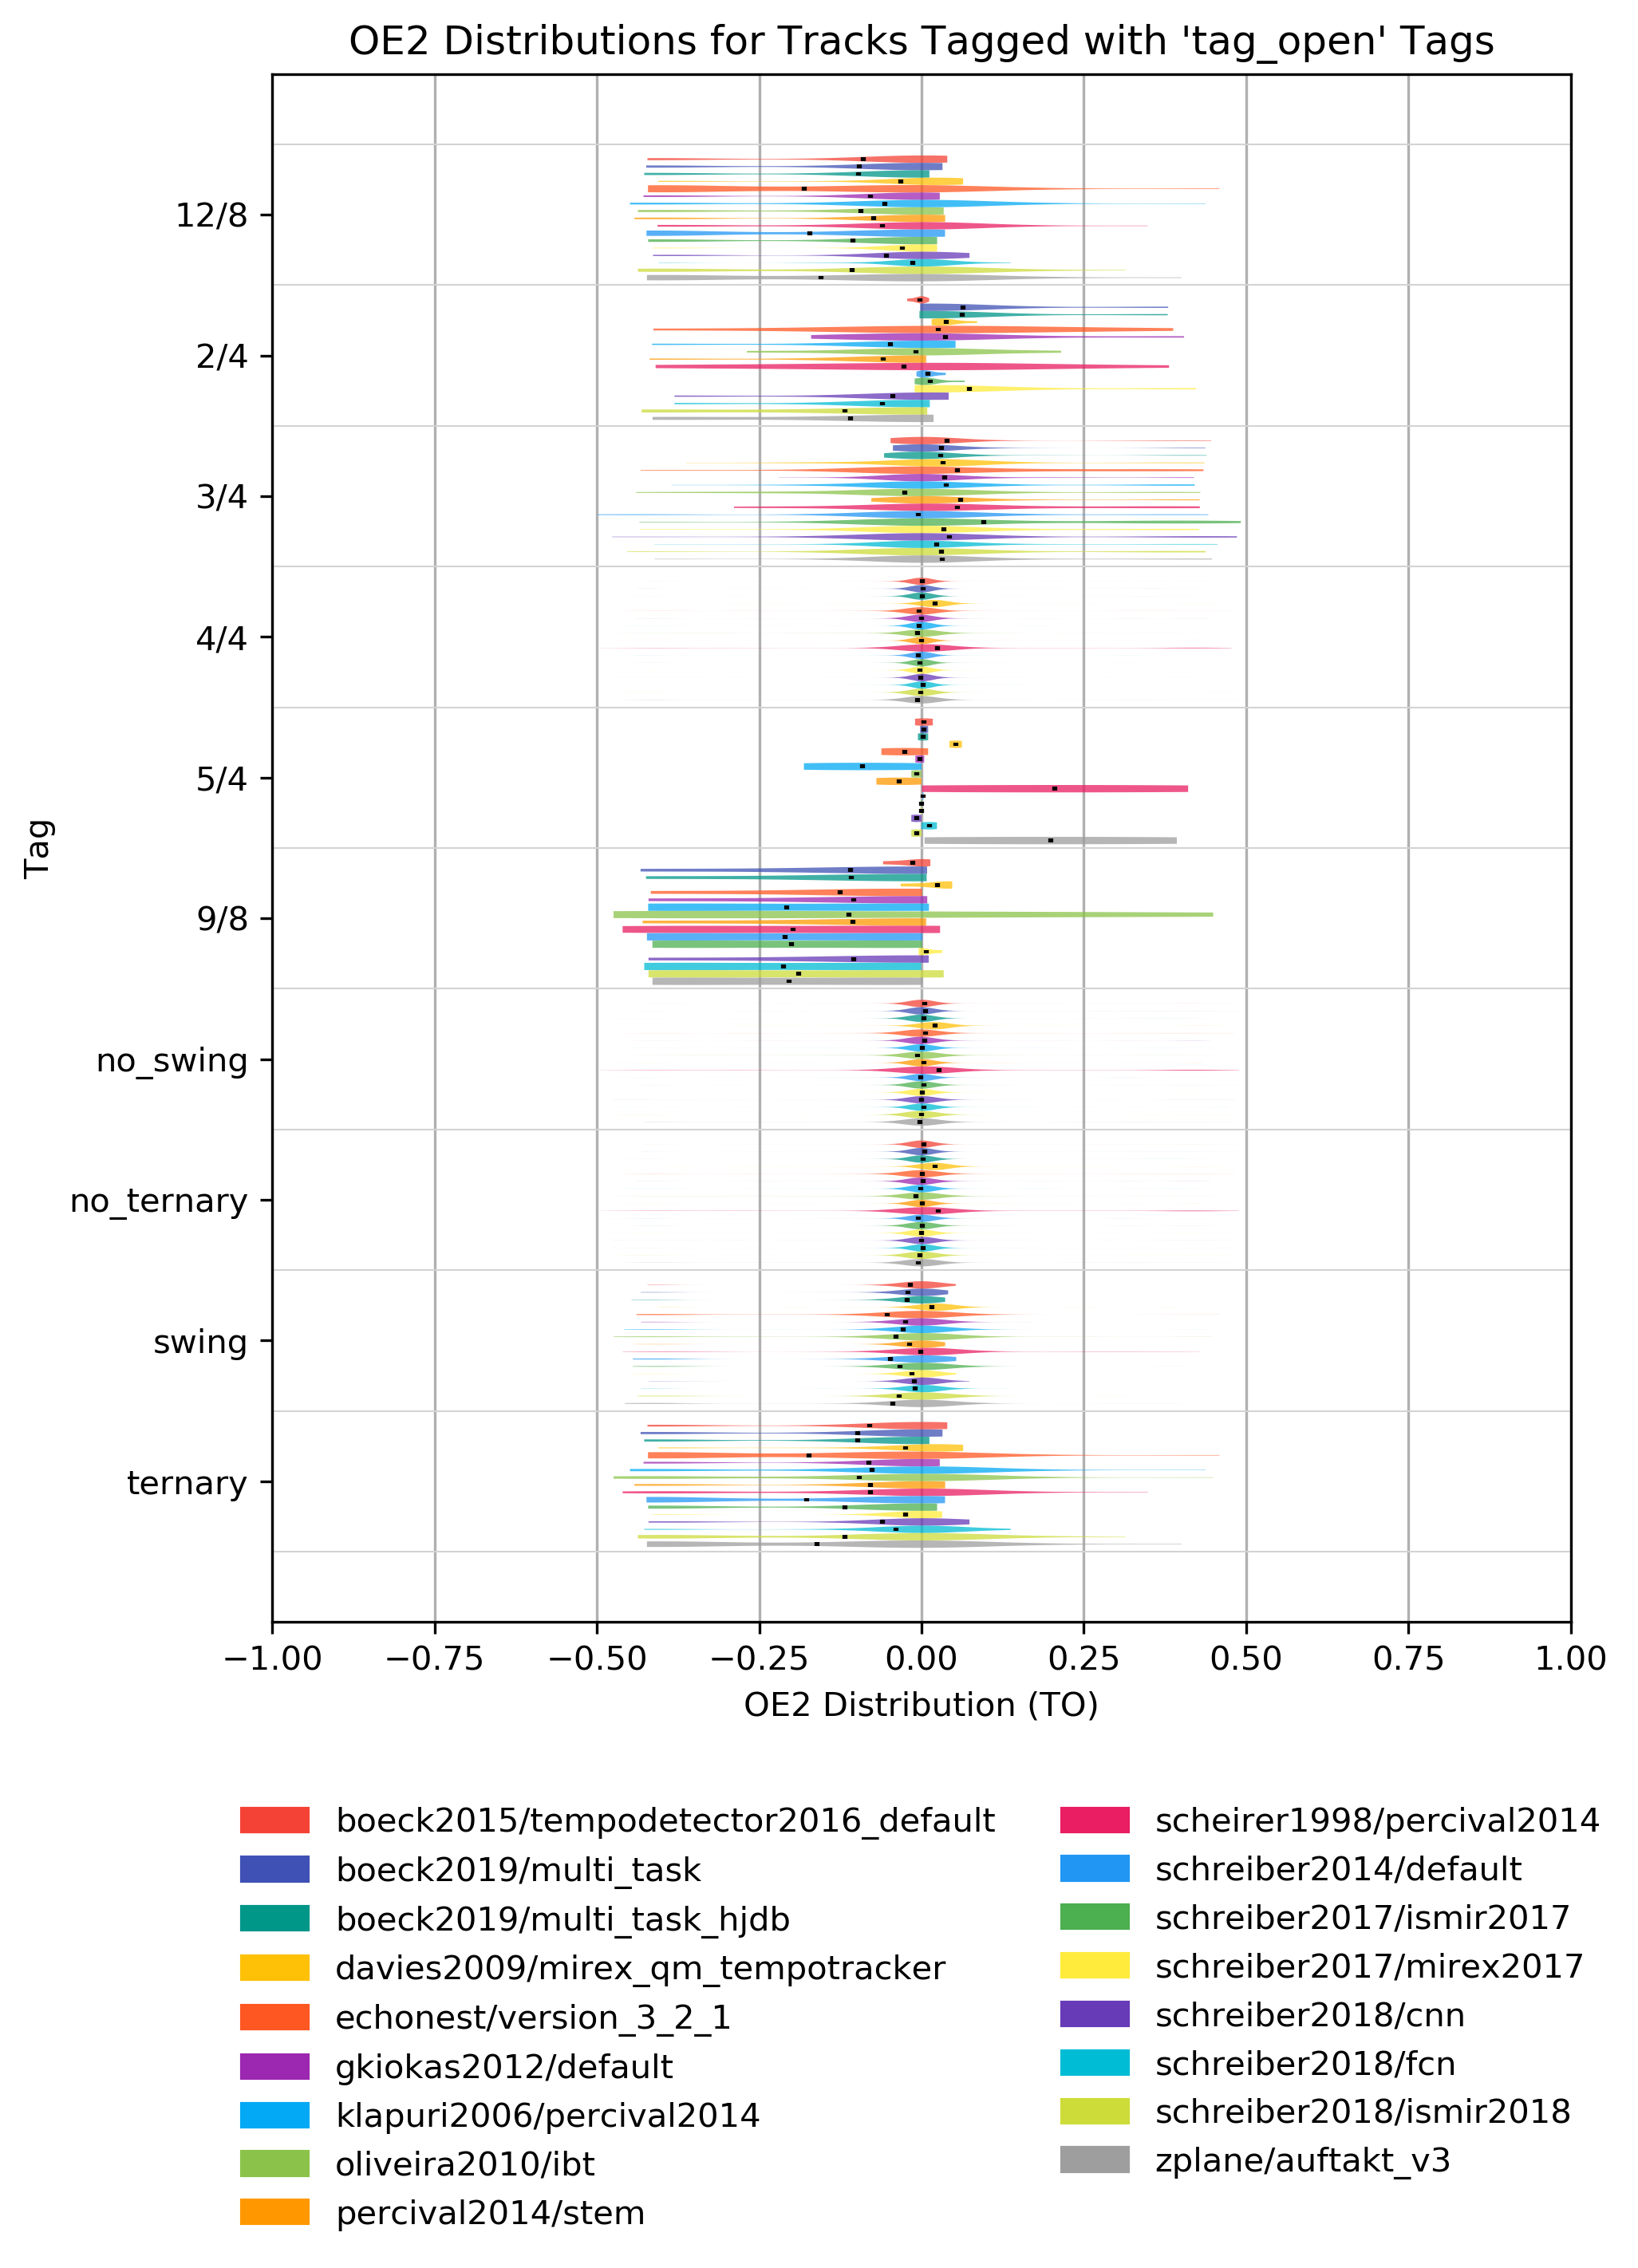 OE2 Distributions for Tracks Tagged with 'tag_open' Tags
12/8
2/4
3/4
4/4
5/4
9/8
no_swing
no_ternary
swing
ternary
Tag
−1.00 −0.75 −0.50 −0.25 0.00 0.25 0.50 0.75 1.00
OE2 Distribution (TO)
boeck2015/tempodetector2016_default
boeck2019/multi_task
boeck2019/multi_task_hjdb
davies2009/mirex_qm_tempotracker
echonest/version_3_2_1
gkiokas2012/default
klapuri2006/percival2014
oliveira2010/ibt
percival2014/stem
scheirer1998/percival2014
schreiber2014/default
schreiber2017/ismir2017
schreiber2017/mirex2017
schreiber2018/cnn
schreiber2018/fcn
schreiber2018/ismir2018
zplane/auftakt_v3